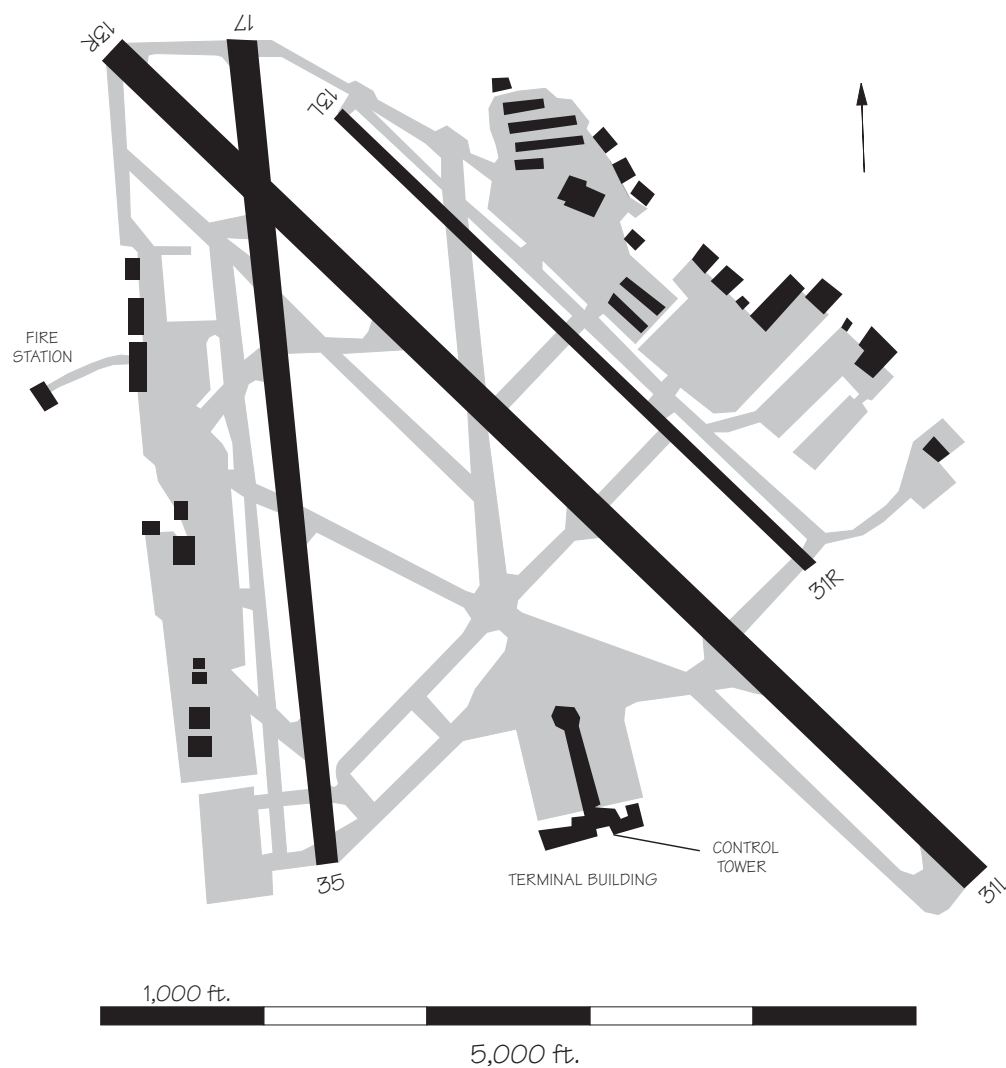 13R
17
13L
FIRE
STATION
31R
CONTROL
TOWER
TERMINAL BUILDING
35
31L
1,000 ft.
5,000 ft.